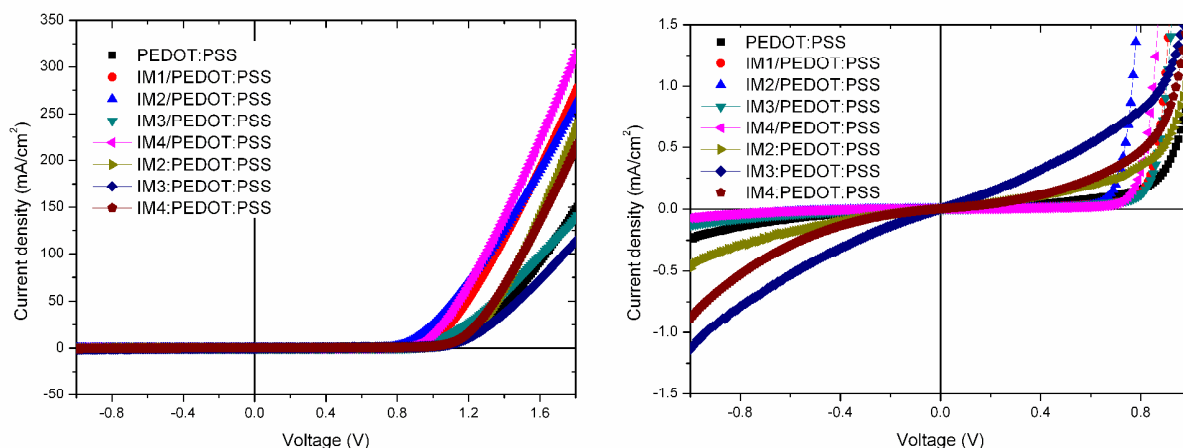 350
300
250
200
150
100
50
0
-50
Current density (mA/cm²)
PEDOT:PSS
IM1/PEDOT:PSS
IM2/PEDOT:PSS
IM3/PEDOT:PSS
IM4/PEDOT:PSS
IM2:PEDOT:PSS
IM3:PEDOT:PSS
IM4:PEDOT:PSS
-0.8 -0.4 0.0 0.4 0.8 1.2 1.6
Voltage (V)
1.5
1.0
0.5
0.0
-0.5
-1.0
-1.5
Current density (mA/cm²)
PEDOT:PSS
IM1/PEDOT:PSS
IM2/PEDOT:PSS
IM3/PEDOT:PSS
IM4/PEDOT:PSS
IM2:PEDOT:PSS
IM3:PEDOT:PSS
IM4:PEDOT:PSS
-0.8 -0.4 0.0 0.4 0.8
Voltage (V)